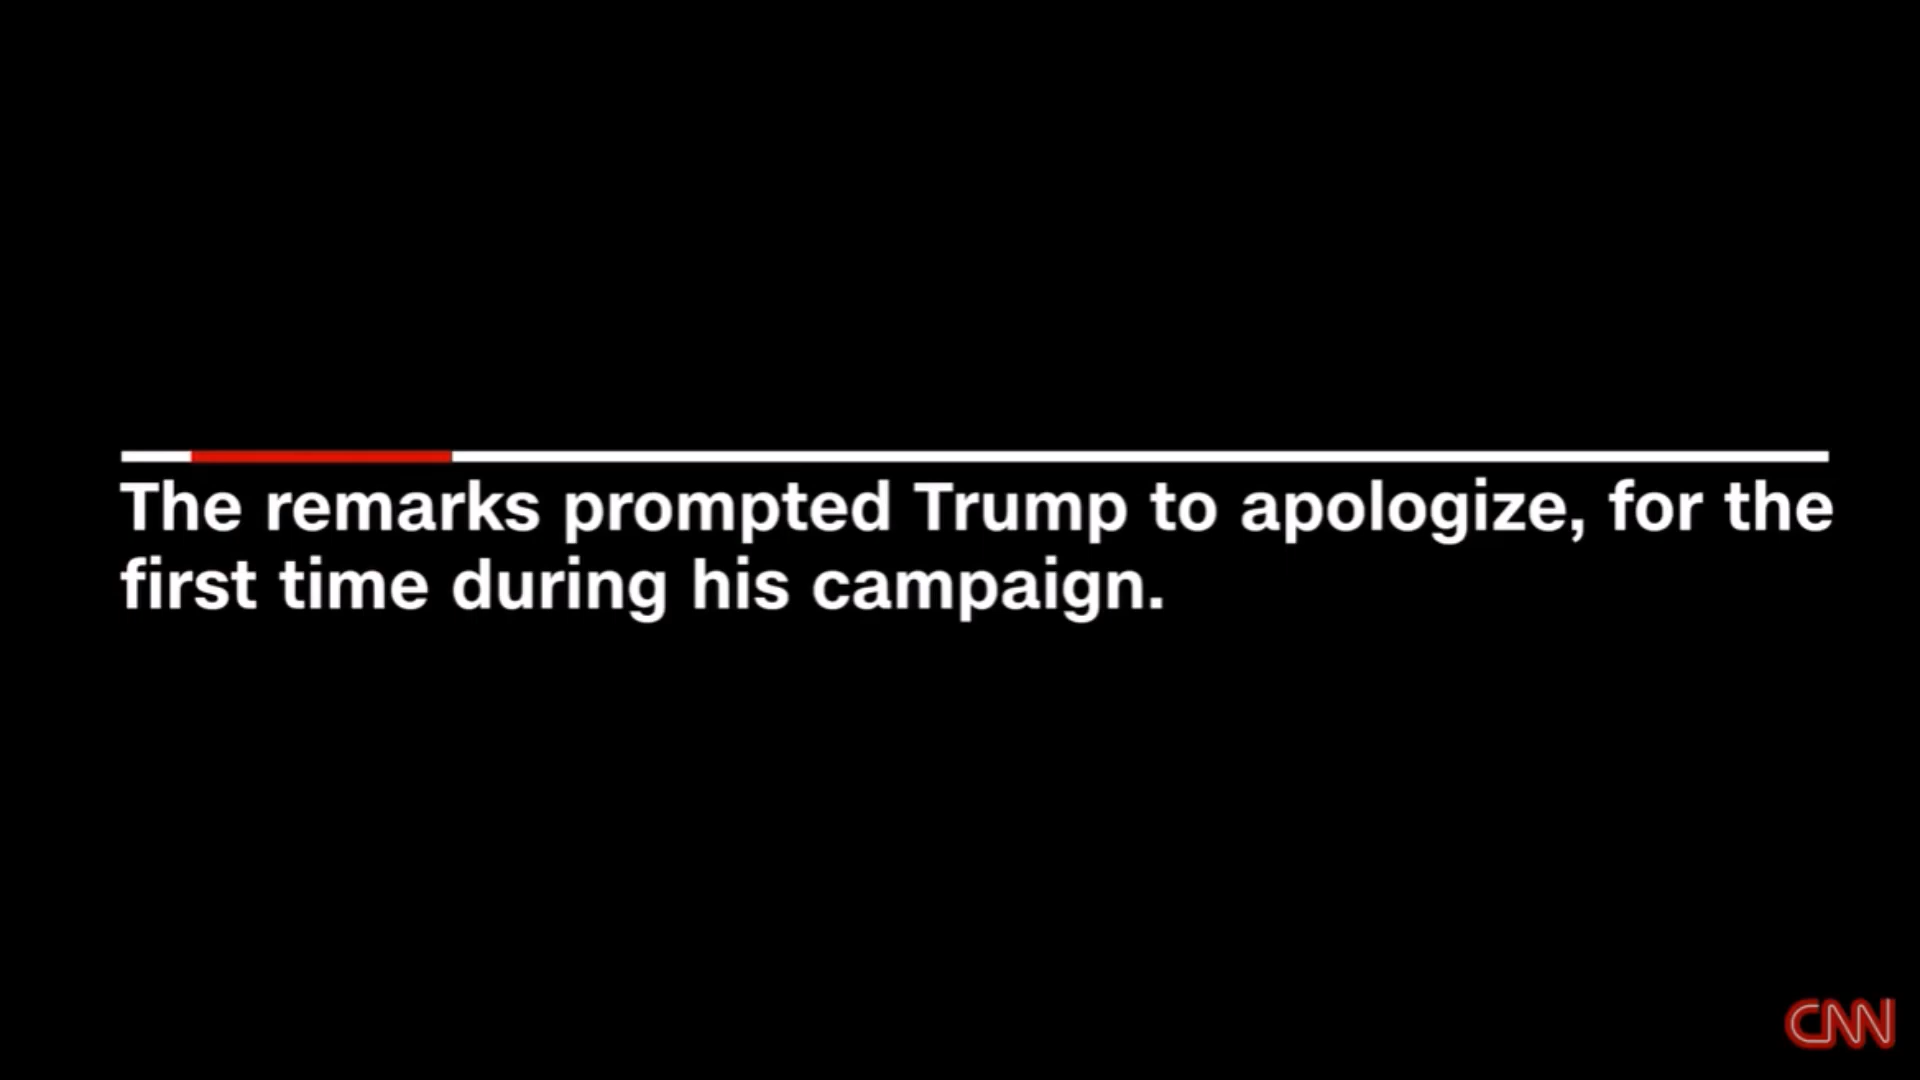 The remarks prompted Trump to apologize, for the
first time during his campaign.
CNN